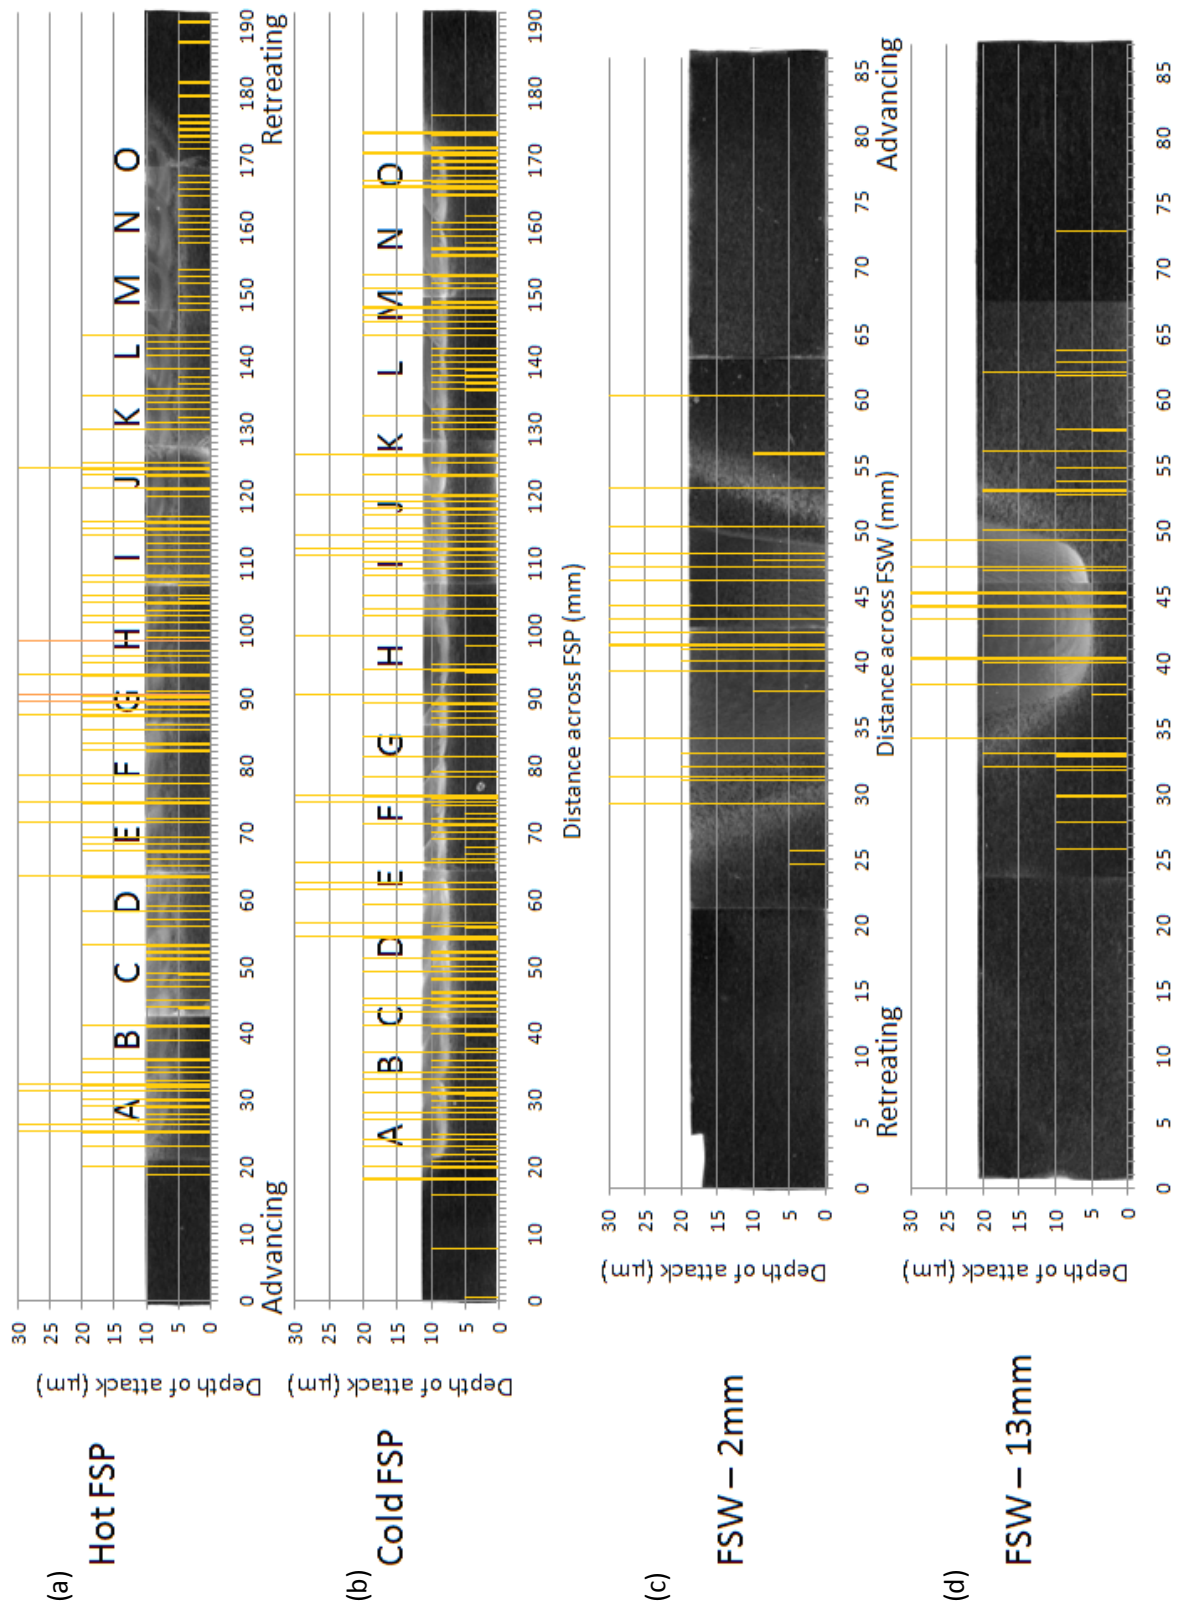 (a)
Hot FSP
Depth of attack (µm)
30
20
15
10
5
0
A B C D E F G H I J K L M N O
0 10 20 30 40 50 60 70 80 90 100 110 120 130 140 150 160 170 180 190
Advancing
Retreating
(b)
Cold FSP
Depth of attack (µm)
30
20
15
10
5
0
A B C D E F G H I J K L M N O
0 10 20 30 40 50 60 70 80 90 100 110 120 130 140 150 160 170 180 190
Distance across FSP (mm)
(c)
FSW – 2mm
Depth of attack (µm)
30
25
20
15
10
5
0
0 5 10 15 20 25 30 35 40 45 50 55 60 65 70 75 80 85
Retreating
Distance across FSW (mm)
Advancing
(d)
FSW – 13mm
Depth of attack (µm)
30
20
15
10
5
0
0 5 10 15 20 25 30 35 40 45 50 55 60 65 70 75 80 85